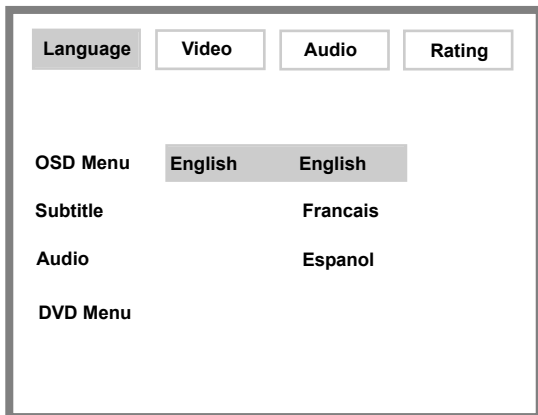 Language Video Audio Rating
OSD Menu English English
Subtitle Francais
Audio Espanol
DVD Menu